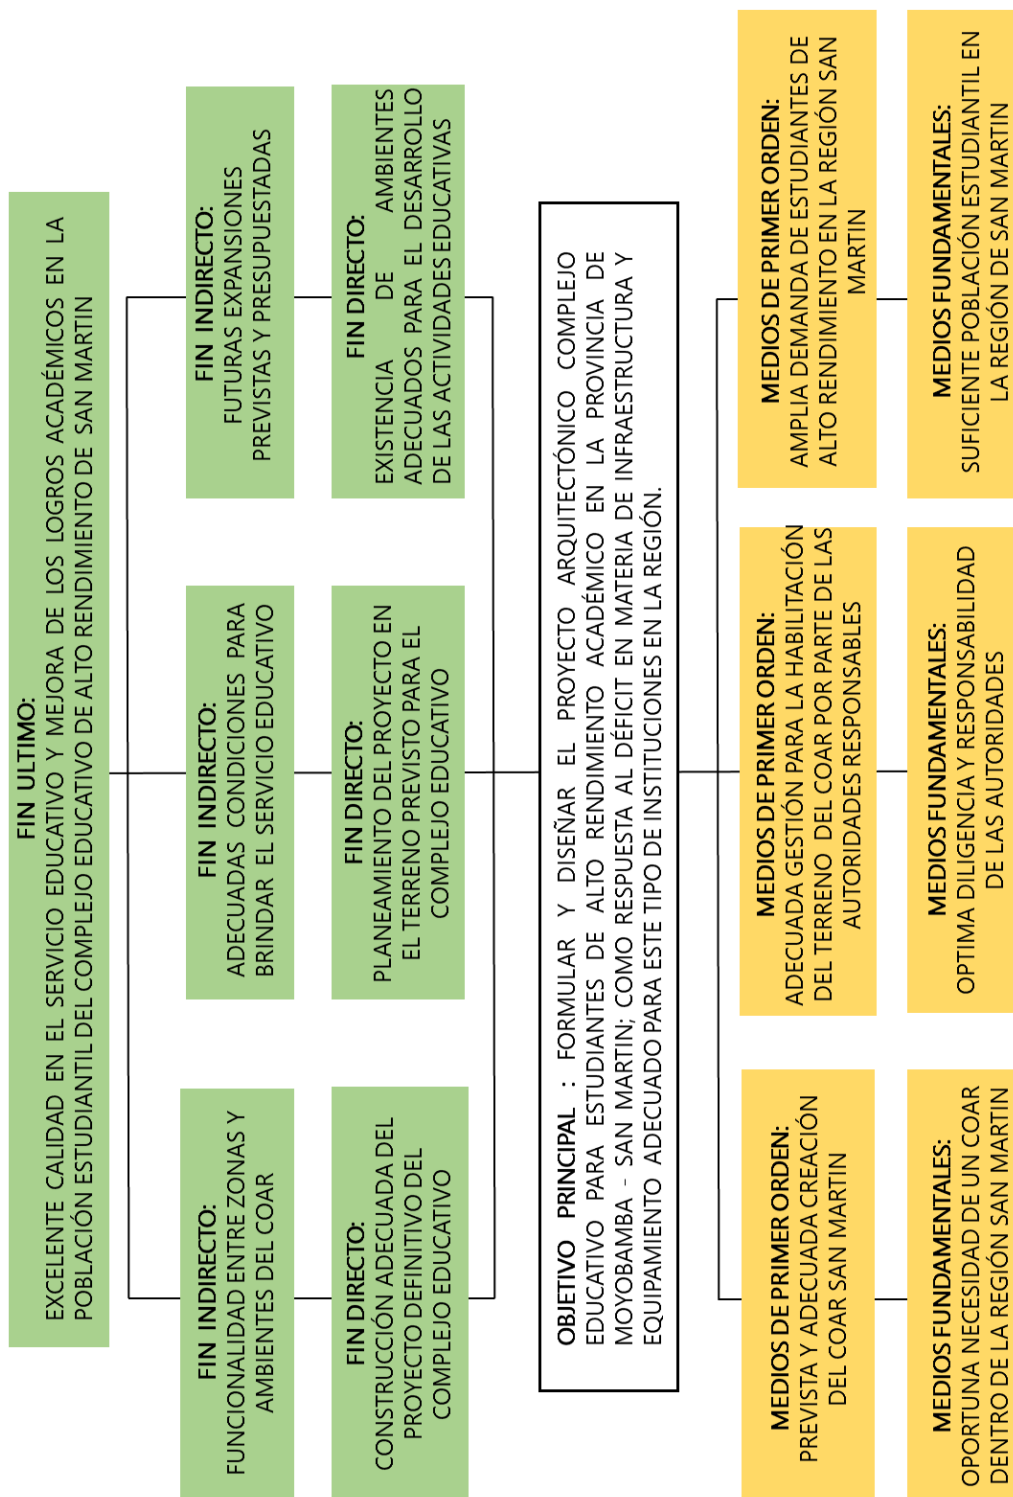 FIN ULTIMO:
EXCELENTE CALIDAD EN EL SERVICIO EDUCATIVO Y MEJORA DE LOS LOGROS ACADÉMICOS EN LA
POBLACIÓN ESTUDIANTIL DEL COMPLEJO EDUCATIVO DE ALTO RENDIMIENTO DE SAN MARTIN
FIN INDIRECTO:
FUNCIONALIDAD ENTRE ZONAS Y
AMBIENTES DEL COAR
FIN INDIRECTO:
ADECUADAS CONDICIONES PARA
BRINDAR EL SERVICIO EDUCATIVO
FIN INDIRECTO:
FUTURAS EXPANSIONES
PREVISTAS Y PRESUPUESTADAS
FIN DIRECTO:
CONSTRUCCIÓN ADECUADA DEL
PROYECTO DEFINITIVO DEL
COMPLEJO EDUCATIVO
FIN DIRECTO:
PLANEAMIENTO DEL PROYECTO EN
EL TERRENO PREVISTO PARA EL
COMPLEJO EDUCATIVO
FIN DIRECTO:
EXISTENCIA DE AMBIENTES
ADECUADOS PARA EL DESARROLLO
DE LAS ACTIVIDADES EDUCATIVAS
OBJETIVO PRINCIPAL : FORMULAR Y DISEÑAR EL PROYECTO ARQUITECTÓNICO COMPLEJO
EDUCATIVO PARA ESTUDIANTES DE ALTO RENDIMIENTO ACADÉMICO EN LA PROVINCIA DE
MOYOBAMBA - SAN MARTIN; COMO RESPUESTA AL DÉFICIT EN MATERIA DE INFRAESTRUCTURA Y
EQUIPAMIENTO ADECUADO PARA ESTE TIPO DE INSTITUCIONES EN LA REGIÓN.
MEDIOS DE PRIMER ORDEN:
PREVISTA Y ADECUADA CREACIÓN
DEL COAR SAN MARTIN
MEDIOS DE PRIMER ORDEN:
ADECUADA GESTIÓN PARA LA HABILITACIÓN
DEL TERRENO DEL COAR POR PARTE DE LAS
AUTORIDADES RESPONSABLES
MEDIOS DE PRIMER ORDEN:
AMPLIA DEMANDA DE ESTUDIANTES DE
ALTO RENDIMIENTO EN LA REGIÓN SAN
MARTIN
MEDIOS FUNDAMENTALES:
OPORTUNA NECESIDAD DE UN COAR
DENTRO DE LA REGIÓN SAN MARTIN
MEDIOS FUNDAMENTALES:
OPTIMA DILIGENCIA Y RESPONSABILIDAD
DE LAS AUTORIDADES
MEDIOS FUNDAMENTALES:
SUFICIENTE POBLACIÓN ESTUDIANTIL EN
LA REGIÓN DE SAN MARTIN